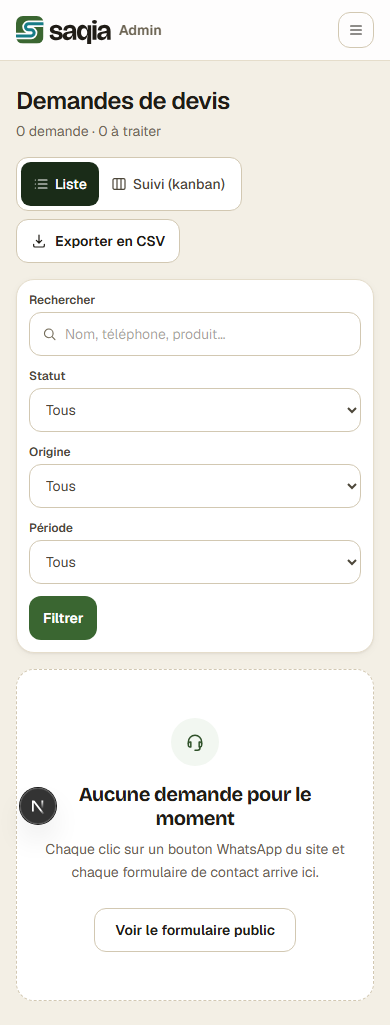 saqia Admin
Demandes de devis
0 demande · 0 à traiter
Liste
Suivi (kanban)
Exporter en CSV
Rechercher
Nom, téléphone, produit…
Statut
Tous
Origine
Tous
Période
Tous
Filtrer
N
Aucune demande pour le
moment
Chaque clic sur un bouton WhatsApp du site et
chaque formulaire de contact arrive ici.
Voir le formulaire public